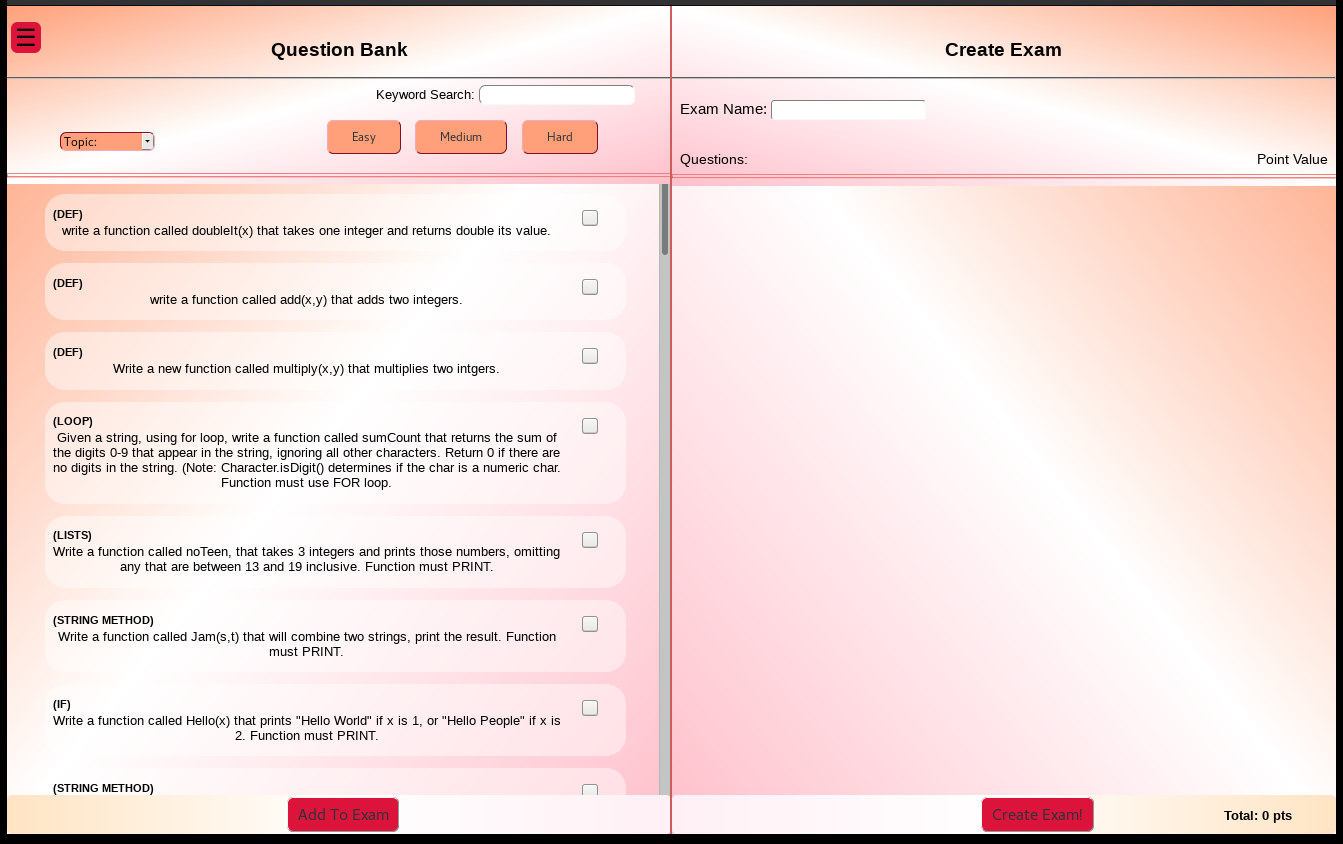 ☰
Question Bank
Keyword Search:
Topic:
Easy Medium Hard
(DEF)
write a function called doubleIt(x) that takes one integer and returns double its value.
(DEF)
write a function called add(x,y) that adds two integers.
(DEF)
Write a new function called multiply(x,y) that multiplies two intgers.
(LOOP)
Given a string, using for loop, write a function called sumCount that returns the sum of
the digits 0-9 that appear in the string, ignoring all other characters. Return 0 if there are
no digits in the string. (Note: Character.isDigit() determines if the char is a numeric char.
Function must use FOR loop.
(LISTS)
Write a function called noTeen, that takes 3 integers and prints those numbers, omitting
any that are between 13 and 19 inclusive. Function must PRINT.
(STRING METHOD)
Write a function called Jam(s,t) that will combine two strings, print the result. Function
must PRINT.
(IF)
Write a function called Hello(x) that prints "Hello World" if x is 1, or "Hello People" if x is
2. Function must PRINT.
(STRING METHOD)
Add To Exam
Create Exam
Exam Name:
Questions: Point Value
Create Exam!
Total: 0 pts